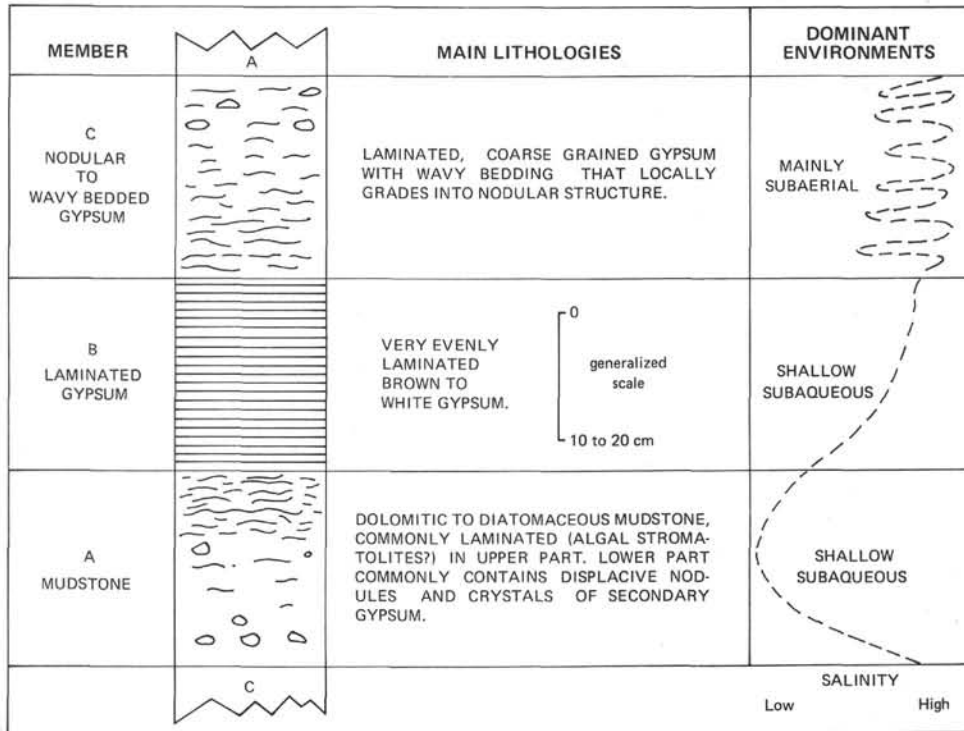 MEMBER
A
MAIN LITHOLOGIES
DOMINANT
ENVIRONMENTS
C
NODULAR
TO
WAVY BEDDED
GYPSUM
LAMINATED, COARSE GRAINED GYPSUM
WITH WAVY BEDDING THAT LOCALLY
GRADES INTO NODULAR STRUCTURE.
MAINLY
SUBAERIAL
B
LAMINATED
GYPSUM
VERY EVENLY
LAMINATED
BROWN TO
WHITE GYPSUM.
0
generalized
scale
10 to 20 cm
SHALLOW
SUBAQUEOUS
A
MUDSTONE
DOLOMITIC TO DIATOMACEOUS MUDSTONE,
COMMONLY LAMINATED (ALGAL STROMA-
TOLITES?) IN UPPER PART. LOWER PART
COMMONLY CONTAINS DISPLACIVE NOD-
ULES AND CRYSTALS OF SECONDARY
GYPSUM.
SHALLOW
SUBAQUEOUS
C
SALINITY
Low High